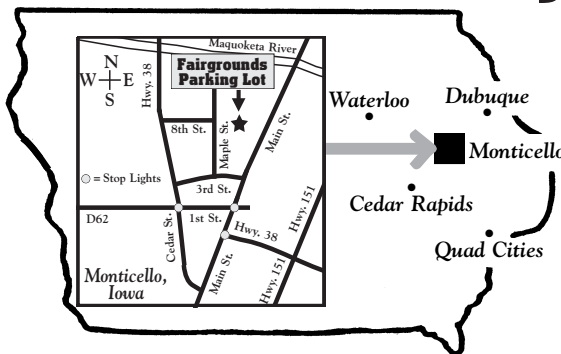 Maquoketa River
N
W E
S
Hwy. 38
Fairgrounds
Parking Lot
8th St.
Maple St.
Main St.
= Stop Lights
3rd St.
D62
1st St.
Cedar St.
Hwy. 38
Hwy. 151
Main St.
Hwy. 151
Monticello,
Iowa
Waterloo
Dubuque
Monticello
Cedar Rapids
Quad Cities